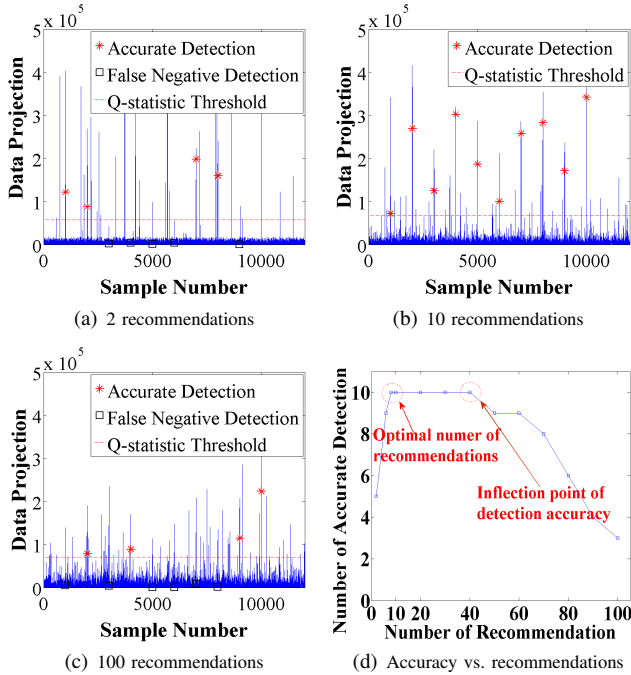 x 10^5
5
4
3
2
1
0
Data Projection
Accurate Detection
False Negative Detection
Q-statistic Threshold
0 5000 10000
Sample Number
(a) 2 recommendations
x 10^5
5
4
3
2
1
0
Data Projection
Accurate Detection
Q-statistic Threshold
0 5000 10000
Sample Number
(b) 10 recommendations
x 10^5
5
4
3
2
1
0
Data Projection
Accurate Detection
False Negative Detection
Q-statistic Threshold
0 5000 10000
Sample Number
(c) 100 recommendations
10
8
6
4
2
0
Number of Accurate Detection
Optimal numer of
recommendations
Inflection point of
detection accuracy
0 10 20 40 60 80 100
Number of Recommendation
(d) Accuracy vs. recommendations